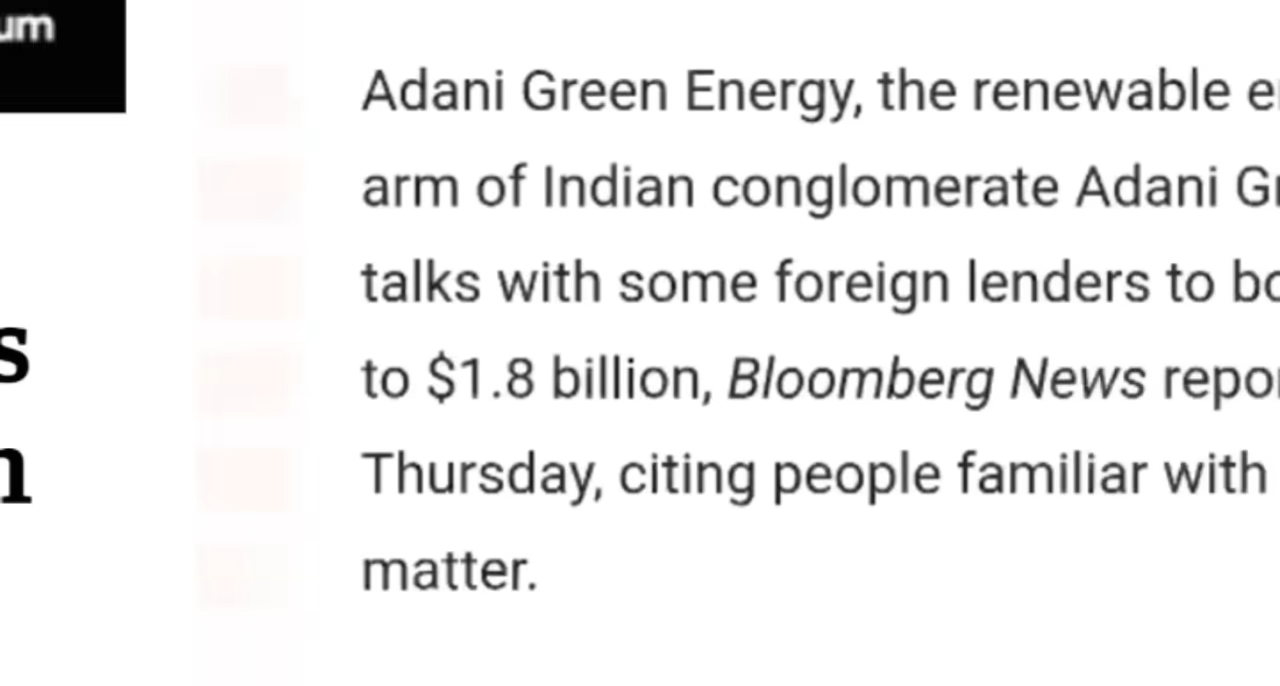 um
Adani Green Energy, the renewable
arm of Indian conglomerate Adani
talks with some foreign lenders to
to $1.8 billion, Bloomberg News
Thursday, citing people familiar with
matter.
s
n